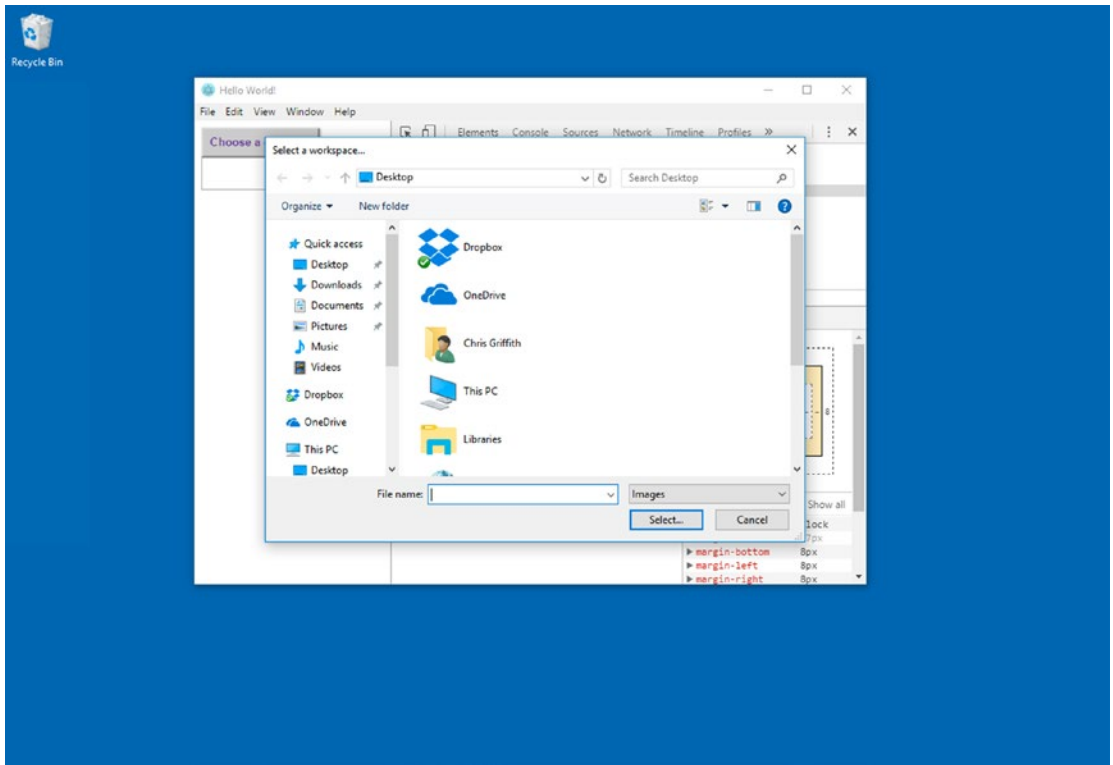 Recycle Bin
Hello World!
File Edit View Window Help
Choose a
Elements Console Sources Network Timeline Profiles »
Select a workspace...
Desktop
Search Desktop
Organize New folder
Quick access
Desktop
Downloads
Documents
Pictures
Music
Videos
Dropbox
OneDrive
This PC
Desktop
Dropbox
OneDrive
Chris Griffith
This PC
Libraries
File name:
Images
Select...
Cancel
8
Show all
lock
7px
margin-bottom 8px
margin-left 8px
margin-right 8px